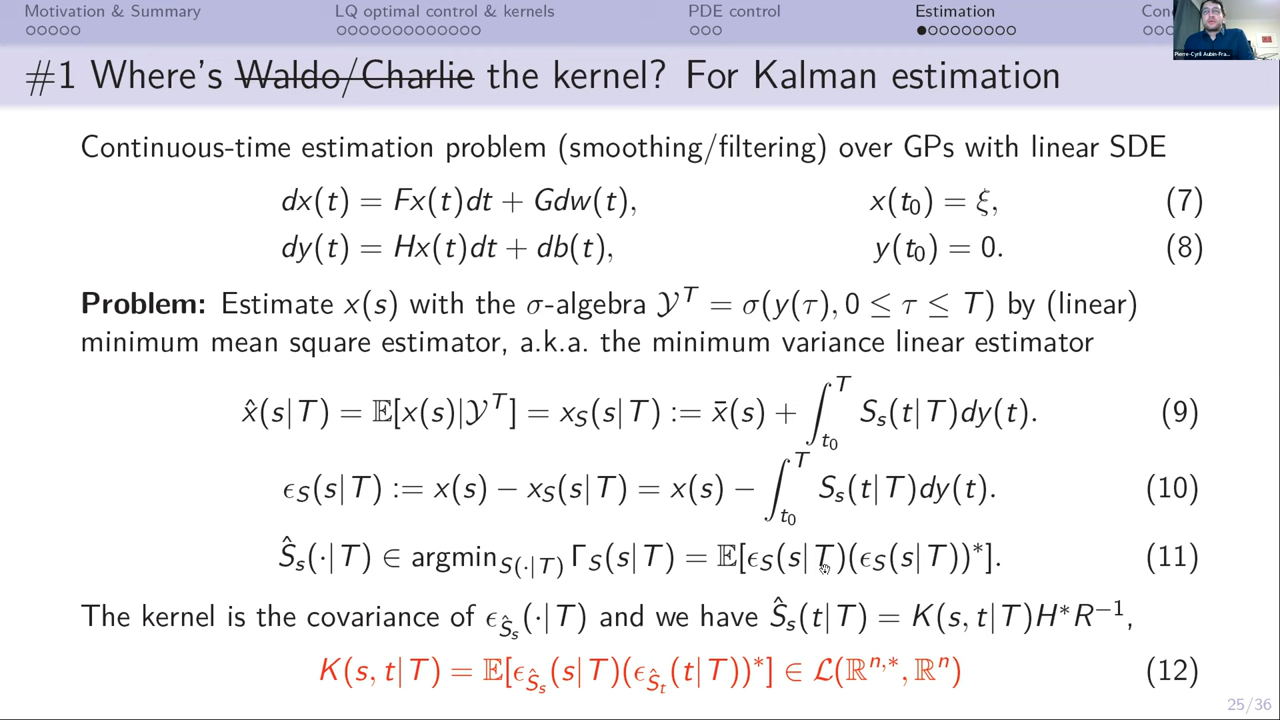 Motivation & Summary LQ optimal control & kernels PDE control Estimation Con
Pierre-Cyril Aubin-Fra...
#1 Where's Waldo/Charlie the kernel? For Kalman estimation
Continuous-time estimation problem (smoothing/filtering) over GPs with linear SDE
dx(t) = Fx(t)dt + Gdw(t), x(t₀) = ξ, (7)
dy(t) = Hx(t)dt + db(t), y(t₀) = 0. (8)
Problem: Estimate x(s) with the σ-algebra 𝒴^T = σ(y(τ), 0 ≤ τ ≤ T) by (linear)
minimum mean square estimator, a.k.a. the minimum variance linear estimator
x̂(s|T) = 𝔼[x(s)|𝒴^T] = x_S(s|T) := x̄(s) + ∫_{t₀}^T S_s(t|T)dy(t). (9)
ϵ_S(s|T) := x(s) − x_S(s|T) = x(s) − ∫_{t₀}^T S_s(t|T)dy(t). (10)
Ŝ_s(·|T) ∈ argmin_{S(·|T)} Γ_S(s|T) = 𝔼[ϵ_S(s|T)(ϵ_S(s|T))*]. (11)
The kernel is the covariance of ϵ_{Ŝ_s}(·|T) and we have Ŝ_s(t|T) = K(s, t|T)H*R⁻¹,
K(s, t|T) = 𝔼[ϵ_{Ŝ_s}(s|T)(ϵ_{Ŝ_t}(t|T))*] ∈ ℒ(ℝ^{n,*}, ℝ^n) (12)
25/36